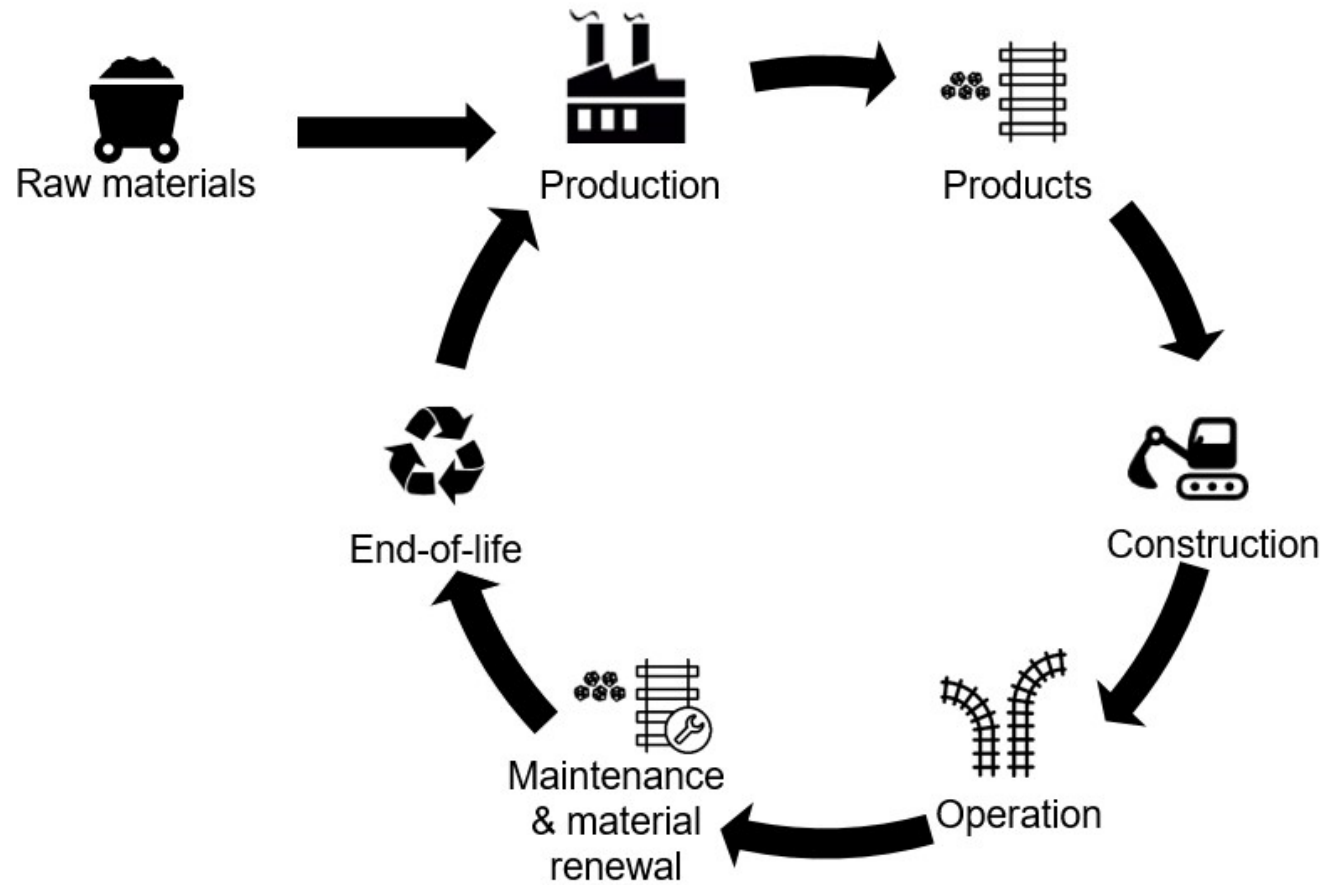 Raw materials
Production
Products
Construction
Operation
Maintenance
& material
renewal
End-of-life